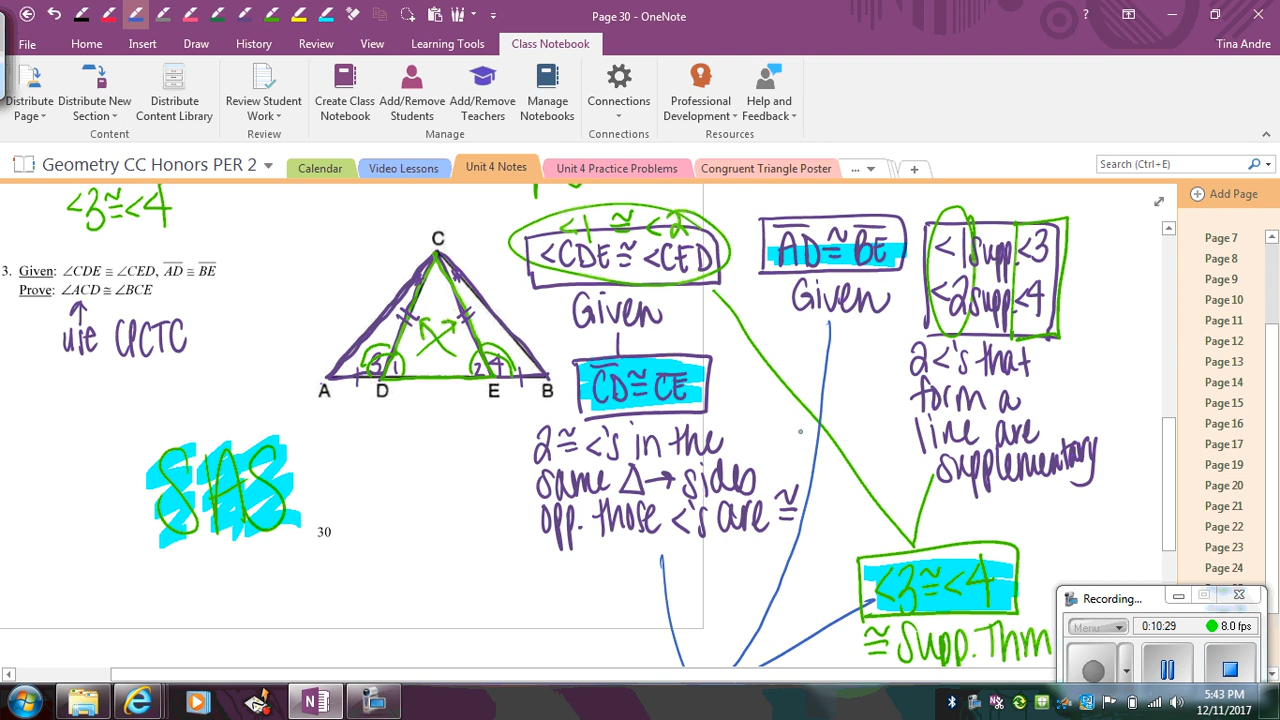 Page 30 - OneNote
Tina Andre
File
Home
Insert
Draw
History
Review
View
Learning Tools
Class Notebook
Distribute Page
Distribute New Section
Distribute Content Library
Content
Review Student Work
Review
Create Class Notebook
Add/Remove Students
Add/Remove Teachers
Manage Notebooks
Manage
Connections
Connections
Professional Development
Help and Feedback
Resources
Geometry CC Honors PER 2
Calendar
Video Lessons
Unit 4 Notes
Unit 4 Practice Problems
Congruent Triangle Poster
...
Search (Ctrl+E)
Add Page
Page 7
Page 8
Page 9
Page 10
Page 11
Page 12
Page 13
Page 14
Page 15
Page 16
Page 17
Page 18
Page 19
Page 20
Page 21
Page 22
Page 23
Page 24
<3≅<4
3. Given: ∠CDE ≅ ∠CED, AD ≅ BE
Prove: ∠ACD ≅ ∠BCE
use CPCTC
C
3 1 2 4
A D E B
SAS
30
<1 ≅ <2
<CDE ≅ <CED
Given
CD ≅ CE
2 ≅ <'s in the
same Δ → sides
opp. those <'s are ≅
AD ≅ BE
Given
<1 supp. <3
<2 supp. <4
2 <'s that
form a
line are
supplementary
<3≅<4
≅ Supp. Thm
Recording...
Menu
0:10:29
8.0 fps
5:43 PM
12/11/2017